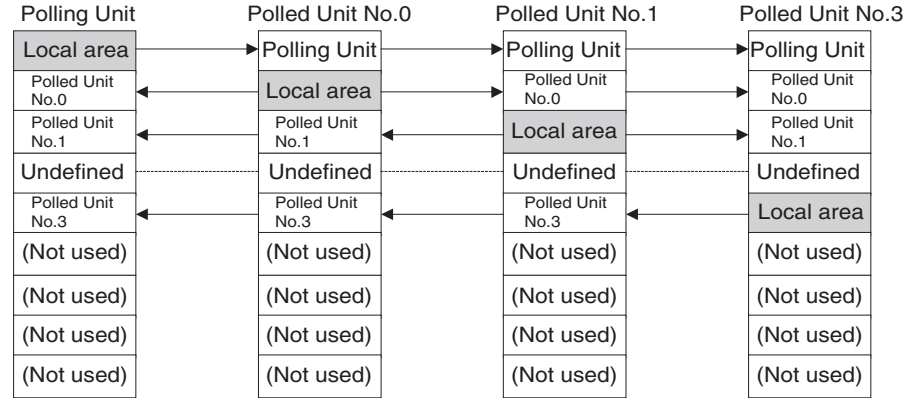 Polling Unit Polled Unit No.0 Polled Unit No.1 Polled Unit No.3
Local area Polling Unit Polling Unit Polling Unit
Polled Unit Local area Polled Unit Polled Unit
No.0 No.0 No.0
Polled Unit Polled Unit Local area Polled Unit
No.1 No.1 No.1
Undefined Undefined Undefined Undefined
Polled Unit Polled Unit Polled Unit Local area
No.3 No.3 No.3
(Not used) (Not used) (Not used) (Not used)
(Not used) (Not used) (Not used) (Not used)
(Not used) (Not used) (Not used) (Not used)
(Not used) (Not used) (Not used) (Not used)